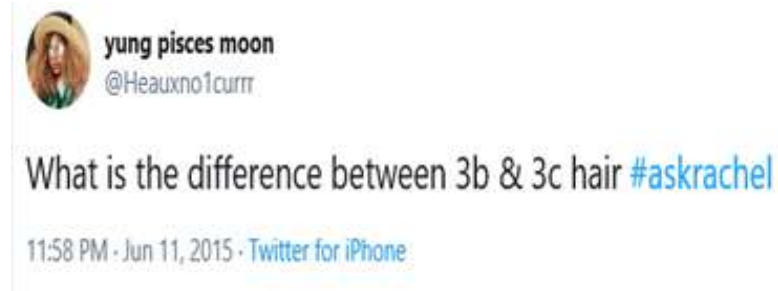 yung pisces moon
@Heauxno1currr
What is the difference between 3b & 3c hair #askrachel
11:58 PM · Jun 11, 2015 · Twitter for iPhone